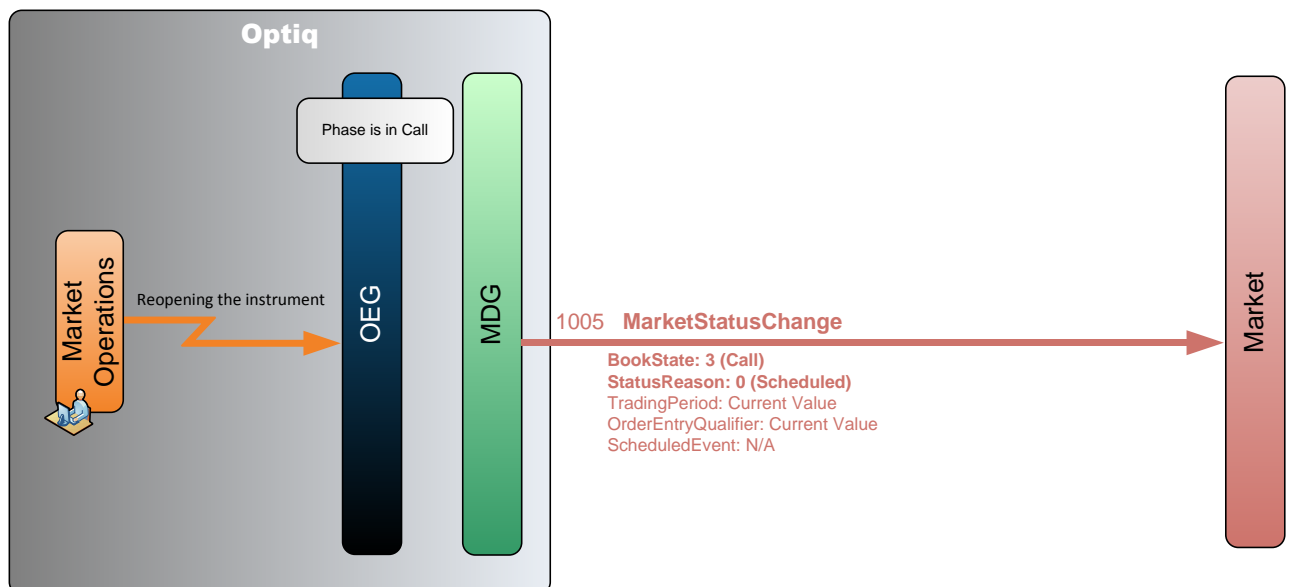 Optiq
Phase is in Call
Market
Operations
Reopening the instrument
OEG
MDG
1005 MarketStatusChange
BookState: 3 (Call)
StatusReason: 0 (Scheduled)
TradingPeriod: Current Value
OrderEntryQualifier: Current Value
ScheduledEvent: N/A
Market